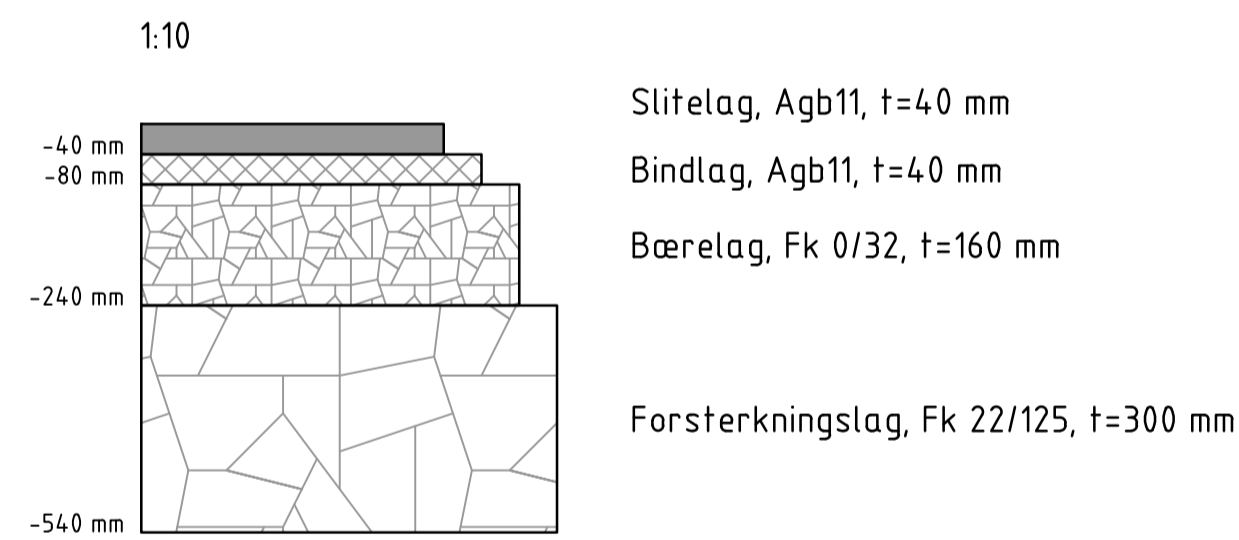 1:10
Slitelag, Agb11, t=40 mm
-40 mm
-80 mm
Bindlag, Agb11, t=40 mm
Bærelag, Fk 0/32, t=160 mm
-240 mm
Forsterkningslag, Fk 22/125, t=300 mm
-540 mm